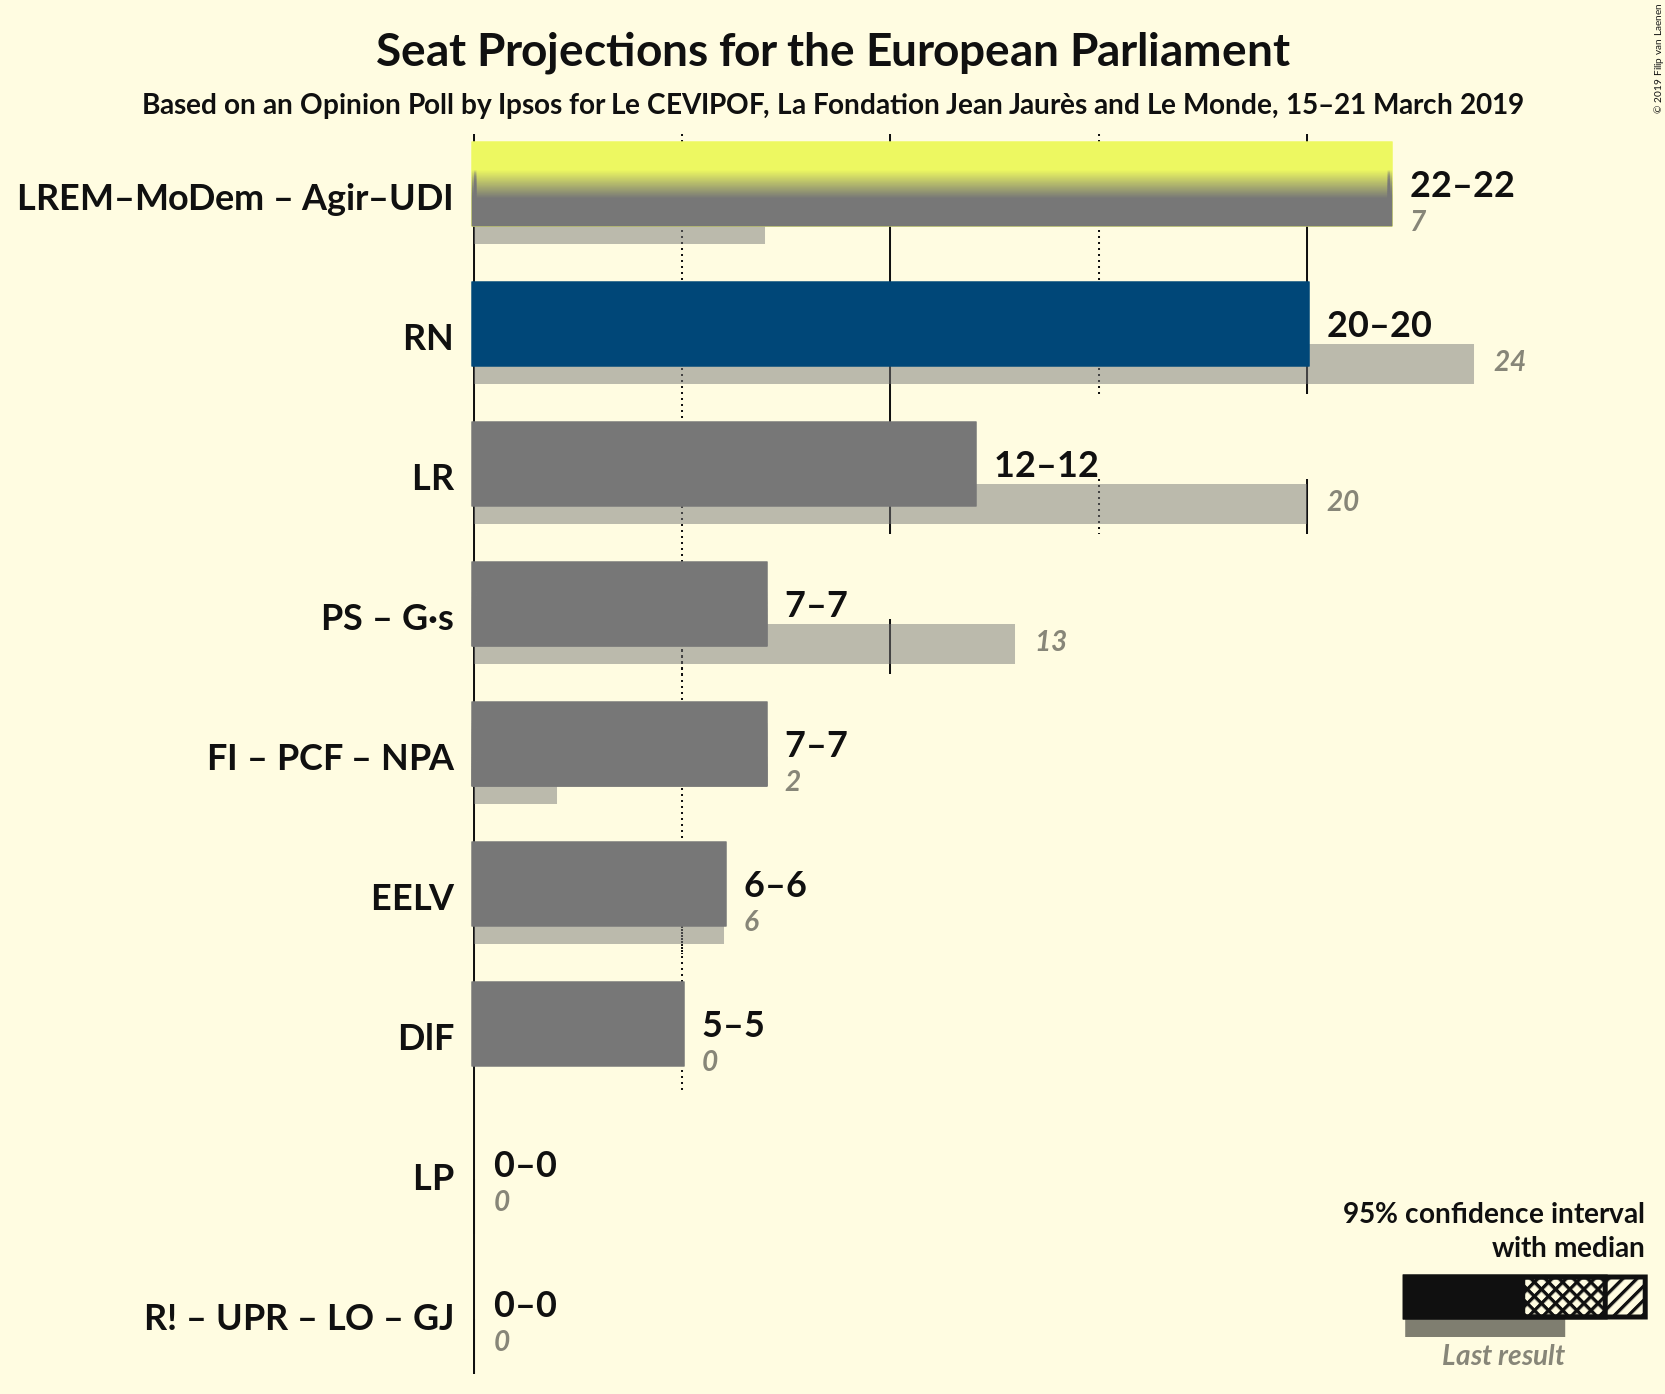 Seat Projections for the European Parliament
Based on an Opinion Poll by Ipsos for Le CEVIPOF, La Fondation Jean Jaurès and Le Monde, 15–21 March 2019
© 2019 Filip van Laenen
LREM–MoDem – Agir–UDI
22–22
7
RN
20–20
24
LR
12–12
20
PS – G·s
7–7
13
FI – PCF – NPA
7–7
2
EELV
6–6
6
DlF
5–5
0
LP
0–0
0
R! – UPR – LO – GJ
0–0
0
95% confidence interval
with median
Last result